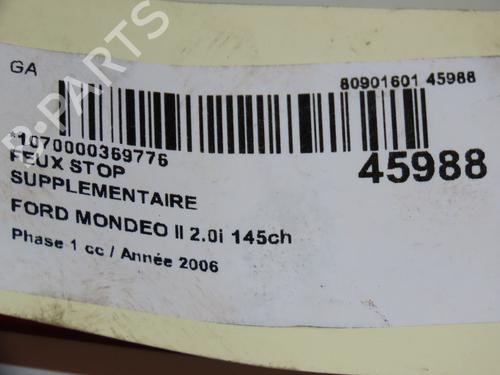 B-PARTS
GA
80901601 45988
*1070000369776
45988
FEUX STOP
SUPPLEMENTAIRE
FORD MONDEO II 2.0i 145ch
Phase 1 cc / Année 2006